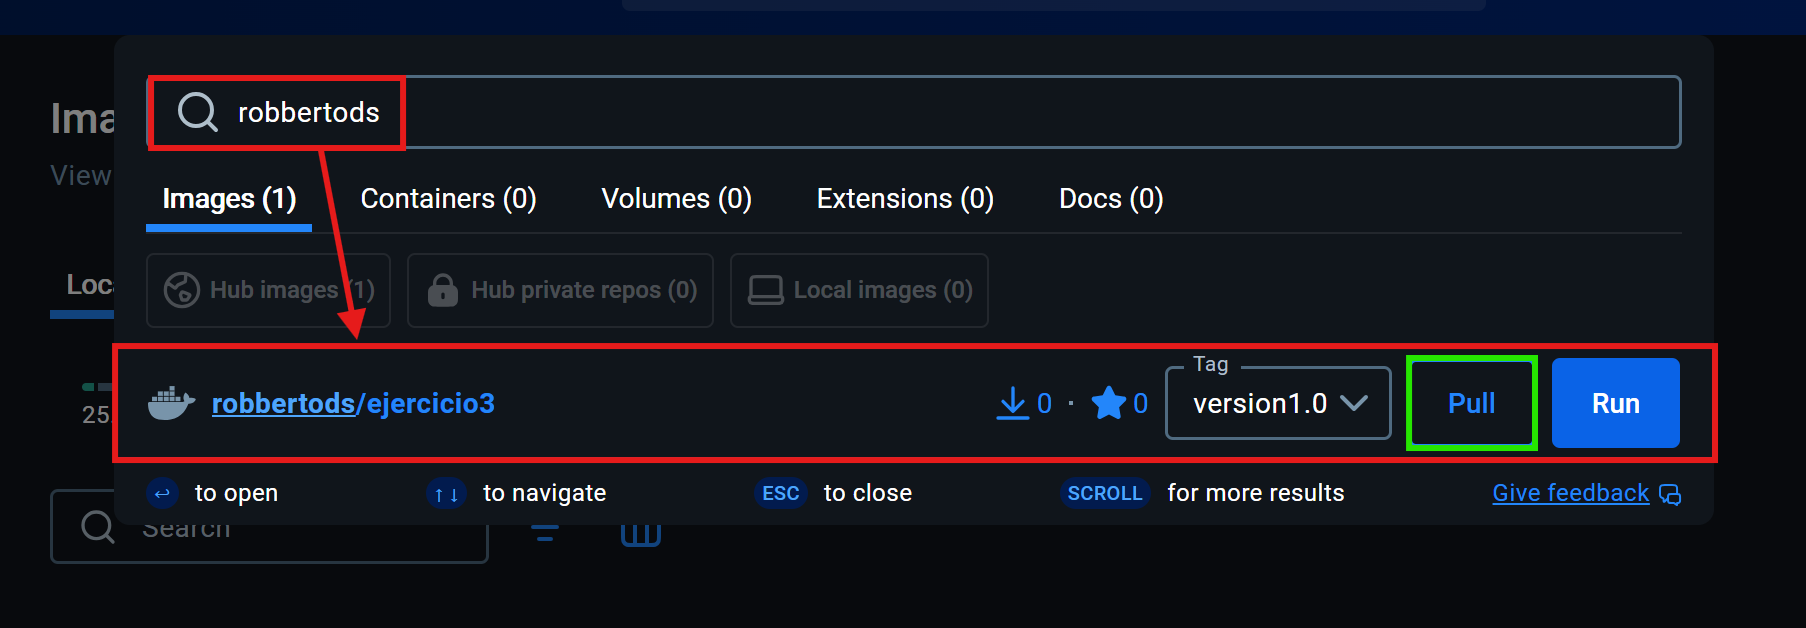 robbertods
Ima
View
Images (1) Containers (0) Volumes (0) Extensions (0) Docs (0)
Loca
Hub images (1) Hub private repos (0) Local images (0)
Tag
robbertods/ejercicio3 0 · 0 version1.0 Pull Run
25.
↩ to open ↑ ↓ to navigate ESC to close SCROLL for more results Give feedback
Search